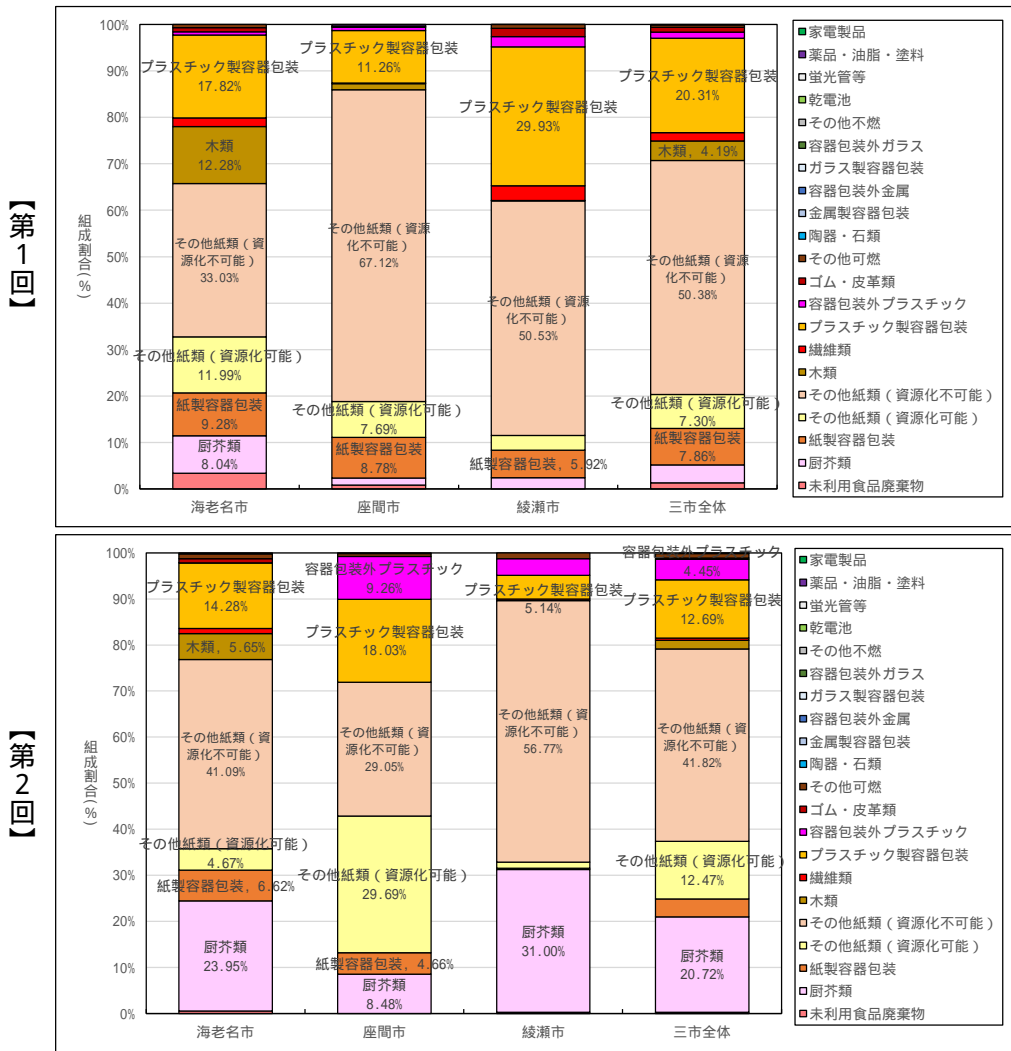 【第1回】
組成割合(%)
100%
90%
80%
70%
60%
50%
40%
30%
20%
10%
0%
プラスチック製容器包装
17.82%
木類
12.28%
その他紙類(資
源化不可能)
33.03%
その他紙類(資源化可能)
11.99%
紙製容器包装
9.28%
厨芥類
8.04%
プラスチック製容器包装
11.26%
その他紙類(資源
化不可能)
67.12%
その他紙類(資源化可能)
7.69%
紙製容器包装
8.78%
プラスチック製容器包装
29.93%
その他紙類(資源
化不可能)
50.53%
紙製容器包装, 5.92%
プラスチック製容器包装
20.31%
木類, 4.19%
その他紙類(資源
化不可能)
50.38%
その他紙類(資源化可能)
7.30%
紙製容器包装
7.86%
海老名市
座間市
綾瀬市
三市全体
家電製品
薬品・油脂・塗料
蛍光管等
乾電池
その他不燃
容器包装外ガラス
ガラス製容器包装
容器包装外金属
金属製容器包装
陶器・石類
その他可燃
ゴム・皮革類
容器包装外プラスチック
プラスチック製容器包装
繊維類
木類
その他紙類(資源化不可能)
その他紙類(資源化可能)
紙製容器包装
厨芥類
未利用食品廃棄物
【第2回】
組成割合(%)
100%
90%
80%
70%
60%
50%
40%
30%
20%
10%
0%
プラスチック製容器包装
14.28%
木類, 5.65%
その他紙類(資
源化不可能)
41.09%
その他紙類(資源化可能)
4.67%
紙製容器包装, 6.62%
厨芥類
23.95%
容器包装外プラスチック
9.26%
プラスチック製容器包装
18.03%
その他紙類(資源
化不可能)
29.05%
その他紙類(資源化可能)
29.69%
紙製容器包装, 4.66%
厨芥類
8.48%
プラスチック製容器包装
5.14%
その他紙類(資源
化不可能)
56.77%
厨芥類
31.00%
容器包装外プラスチック
4.45%
プラスチック製容器包装
12.69%
その他紙類(資源
化不可能)
41.82%
その他紙類(資源化可能)
12.47%
厨芥類
20.72%
海老名市
座間市
綾瀬市
三市全体
家電製品
薬品・油脂・塗料
蛍光管等
乾電池
その他不燃
容器包装外ガラス
ガラス製容器包装
容器包装外金属
金属製容器包装
陶器・石類
その他可燃
ゴム・皮革類
容器包装外プラスチック
プラスチック製容器包装
繊維類
木類
その他紙類(資源化不可能)
その他紙類(資源化可能)
紙製容器包装
厨芥類
未利用食品廃棄物